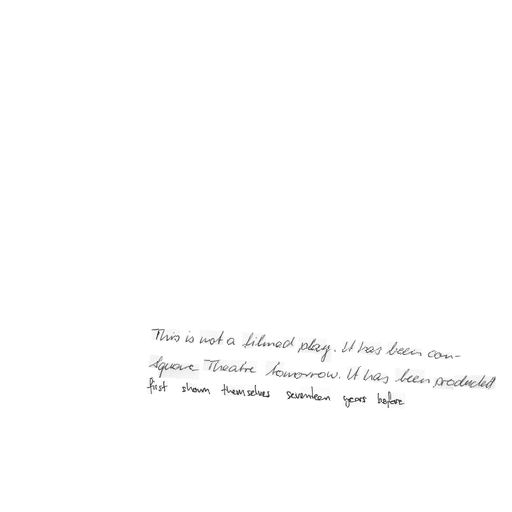 This is not a filmed play. It has been con-
Square Theatre tomorrow. It has been produced
first shown themselves seventeen years before